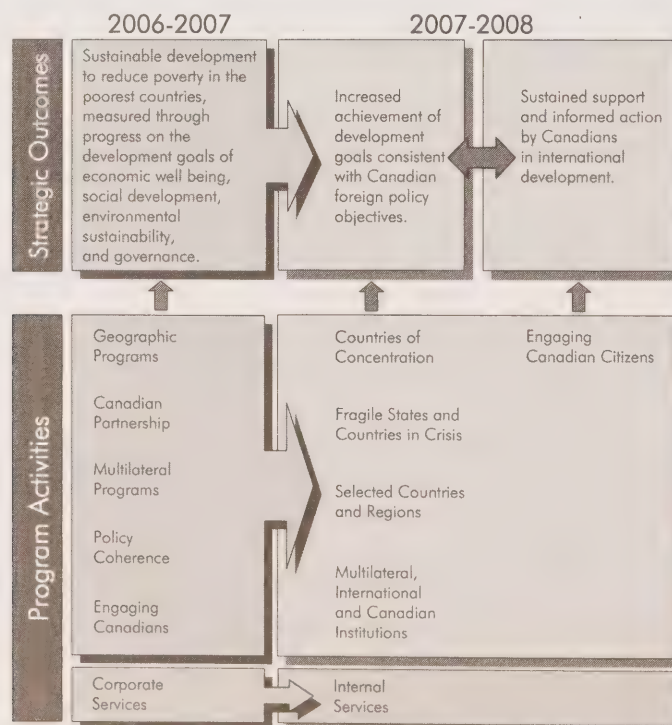 2006-2007
2007-2008
Strategic Outcomes
Sustainable development
to reduce poverty in the
poorest countries,
measured through
progress on the
development goals of
economic well being,
social development,
environmental
sustainability,
and governance.
Increased
achievement of
development
goals consistent
with Canadian
foreign policy
objectives.
Sustained support
and informed action
by Canadians
in international
development.
Program Activities
Geographic
Programs
Canadian
Partnership
Multilateral
Programs
Policy
Coherence
Engaging
Canadians
Countries of
Concentration
Fragile States and
Countries in Crisis
Selected Countries
and Regions
Multilateral,
International
and Canadian
Institutions
Engaging
Canadian Citizens
Corporate
Services
Internal
Services